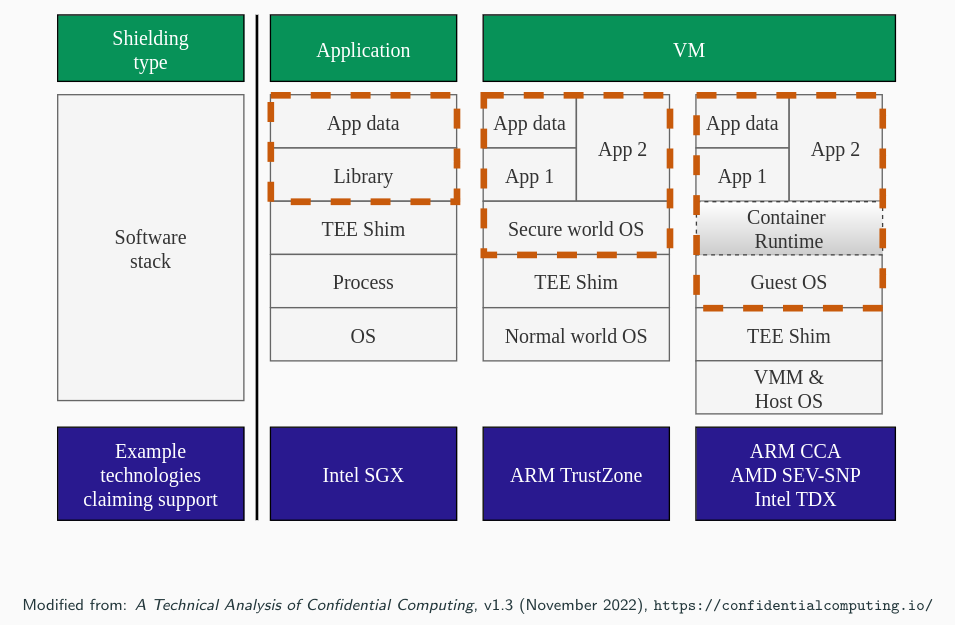 Shielding
type
Application
VM
Software
stack
App data
Library
TEE Shim
Process
OS
App data
App 1
App 2
Secure world OS
TEE Shim
Normal world OS
App data
App 1
App 2
Container
Runtime
Guest OS
TEE Shim
VMM &
Host OS
Example
technologies
claiming support
Intel SGX
ARM TrustZone
ARM CCA
AMD SEV-SNP
Intel TDX
Modified from: A Technical Analysis of Confidential Computing, v1.3 (November 2022), https://confidentialcomputing.io/